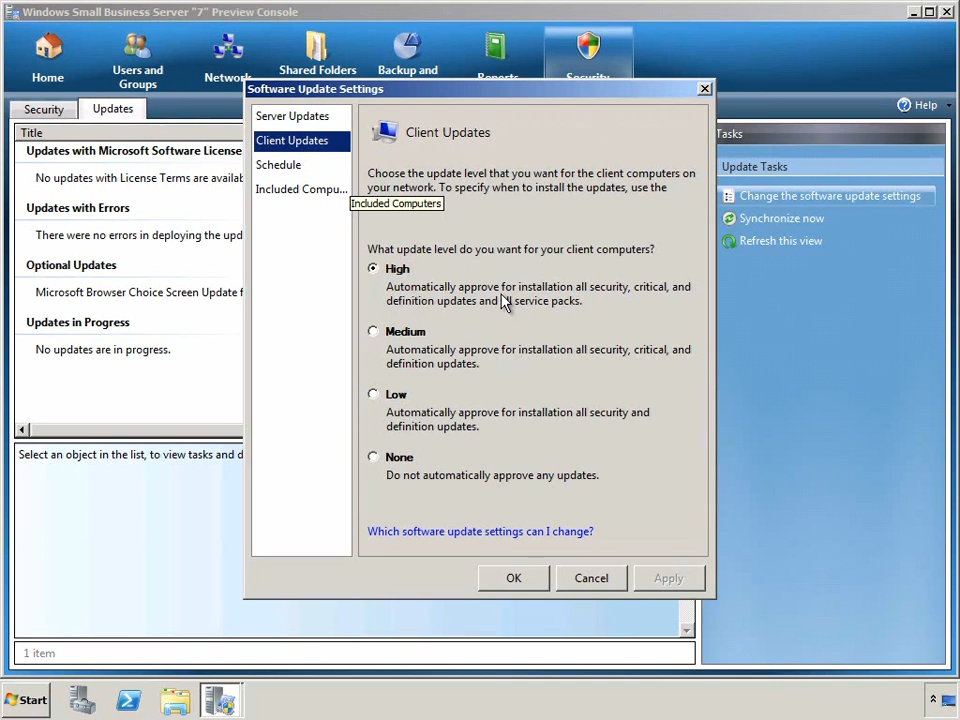 Windows Small Business Server "7" Preview Console
Home
Users and
Groups
Network
Shared Folders
Backup and
Reports
Security
Security
Updates
Help
Title
Updates with Microsoft Software License
No updates with License Terms are availab
Updates with Errors
There were no errors in deploying the upd
Optional Updates
Microsoft Browser Choice Screen Update f
Updates in Progress
No updates are in progress.
Select an object in the list, to view tasks and d
1 item
Software Update Settings
Server Updates
Client Updates
Schedule
Included Compu...
Included Computers
Client Updates
Choose the update level that you want for the client computers on
your network. To specify when to install the updates, use the
What update level do you want for your client computers?
High
Automatically approve for installation all security, critical, and
definition updates and all service packs.
Medium
Automatically approve for installation all security, critical, and
definition updates.
Low
Automatically approve for installation all security and
definition updates.
None
Do not automatically approve any updates.
Which software update settings can I change?
OK
Cancel
Apply
Tasks
Update Tasks
Change the software update settings
Synchronize now
Refresh this view
Start